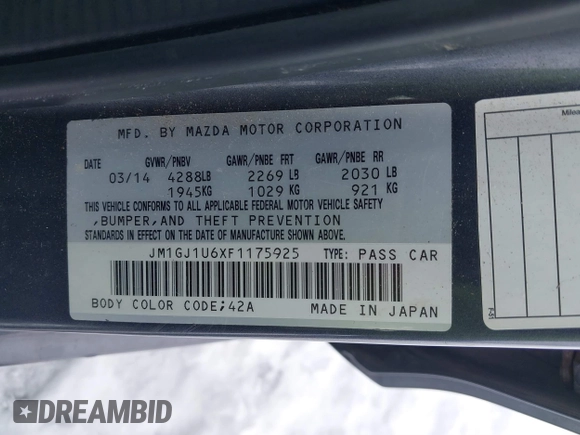 MFD. BY MAZDA MOTOR CORPORATION
DATE GVWR/PNBV GAWR/PNBE FRT GAWR/PNBE RR
03/14 4288LB 2269LB 2030 LB
1945KG 1029 KG 921 KG
THIS VEHICLE CONFORMS TO ALL APPLICABLE FEDERAL MOTOR VEHICLE SAFETY
,BUMPER,AND THEFT PREVENTION
STANDARDS IN EFFECT ON THE DATE OF MANUFACTURE SHOWN ABOVE.
JM1GJ1U6XF1175925 TYPE: PASS CAR
BODY COLOR CODE;42A MADE IN JAPAN
DREAMBID